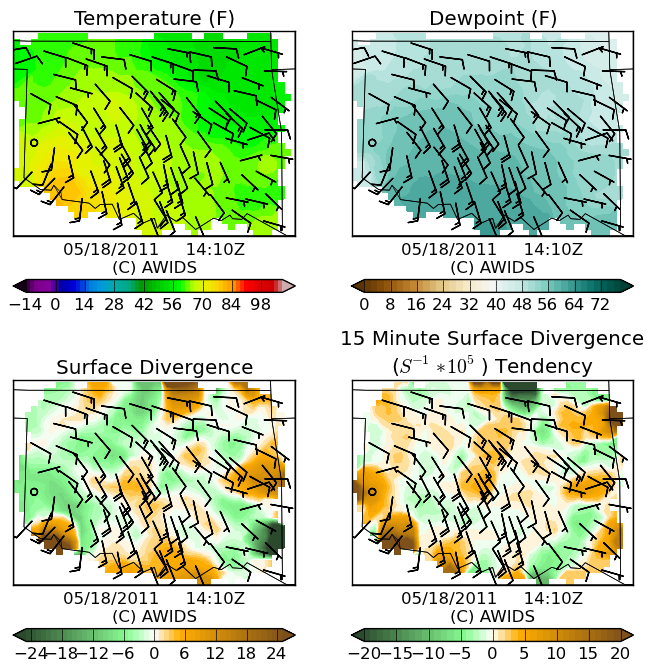 Temperature (F)
Dewpoint (F)
05/18/2011 14:10Z
(C) AWIDS
05/18/2011 14:10Z
(C) AWIDS
−14 0 14 28 42 56 70 84 98
0 8 16 24 32 40 48 56 64 72
Surface Divergence
15 Minute Surface Divergence
(S⁻¹ *10⁵ ) Tendency
05/18/2011 14:10Z
(C) AWIDS
05/18/2011 14:10Z
(C) AWIDS
−24 −18 −12 −6 0 6 12 18 24
−20 −15 −10 −5 0 5 10 15 20